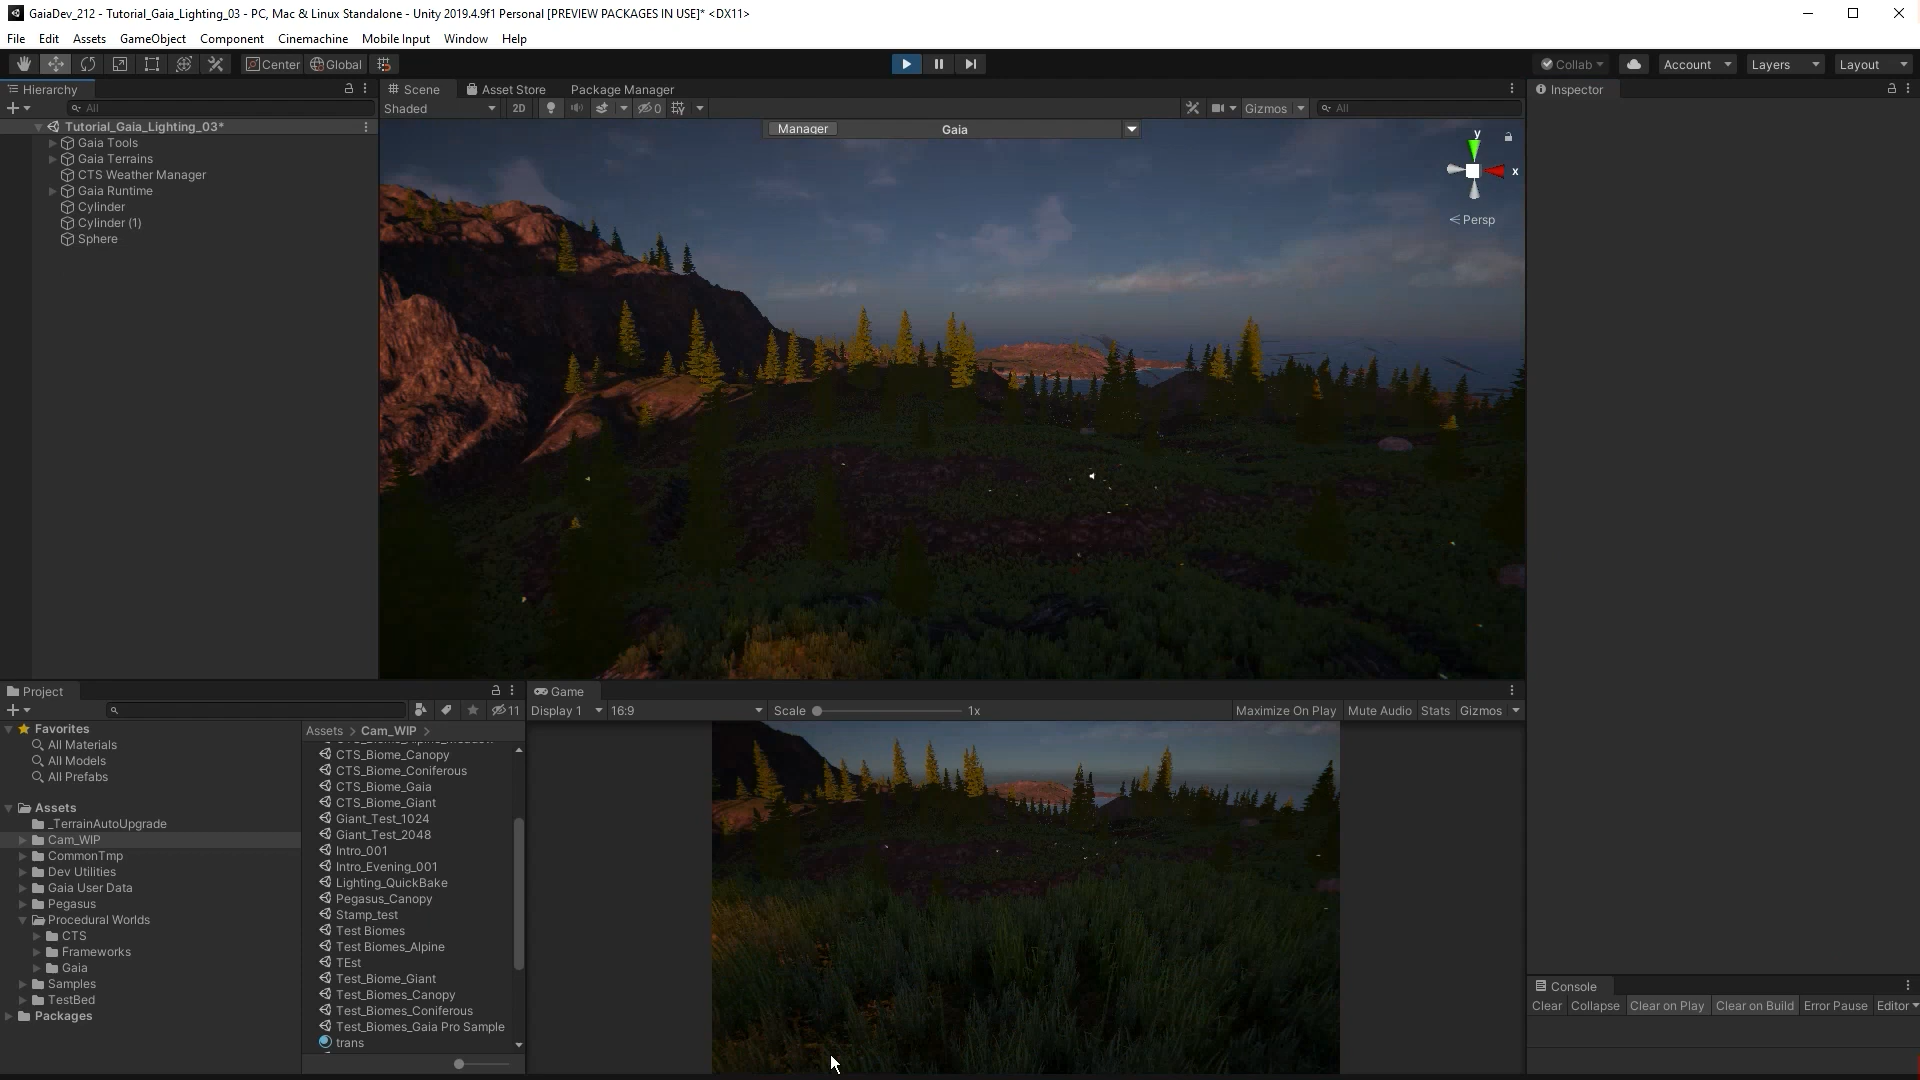 GaiaDev_212 - Tutorial_Gaia_Lighting_03 - PC, Mac & Linux Standalone - Unity 2019.4.9f1 Personal [PREVIEW PACKAGES IN USE]* <DX11>
File Edit Assets GameObject Component Cinemachine Mobile Input Window Help
Center Global Collab Account Layers Layout
Hierarchy Scene Asset Store Package Manager Inspector
All Shaded 2D 0 Gizmos All
Tutorial_Gaia_Lighting_03* Manager Gaia
Gaia Tools
Gaia Terrains
CTS Weather Manager
Gaia Runtime
Cylinder
Cylinder (1)
Sphere
y
x
Persp
Project Game
11 Display 1 16:9 Scale 1x Maximize On Play Mute Audio Stats Gizmos
Favorites
All Materials
All Models
All Prefabs
Assets
_TerrainAutoUpgrade
Cam_WIP
CommonTmp
Dev Utilities
Gaia User Data
Pegasus
Procedural Worlds
CTS
Frameworks
Gaia
Samples
TestBed
Packages
Assets > Cam_WIP >
CTS_Biome_Canopy
CTS_Biome_Coniferous
CTS_Biome_Gaia
CTS_Biome_Giant
Giant_Test_1024
Giant_Test_2048
Intro_001
Intro_Evening_001
Lighting_QuickBake
Pegasus_Canopy
Stamp_test
Test Biomes
Test Biomes_Alpine
TEst
Test_Biome_Giant
Test_Biomes_Canopy
Test_Biomes_Coniferous
Test_Biomes_Gaia Pro Sample
trans
Console
Clear Collapse Clear on Play Clear on Build Error Pause Editor